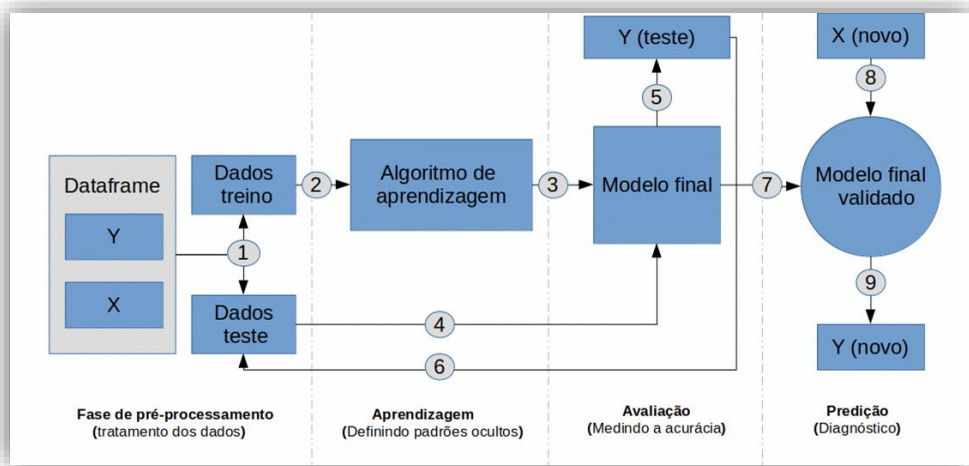 Dataframe
Y
X
1
Dados
treino
Dados
teste
2
Algoritmo de
aprendizagem
3
4
6
Y (teste)
5
Modelo final
7
X (novo)
8
Modelo final
validado
9
Y (novo)
Fase de pré-processamento
(tratamento dos dados)
Aprendizagem
(Definindo padrões ocultos)
Avaliação
(Medindo a acurácia)
Predição
(Diagnóstico)